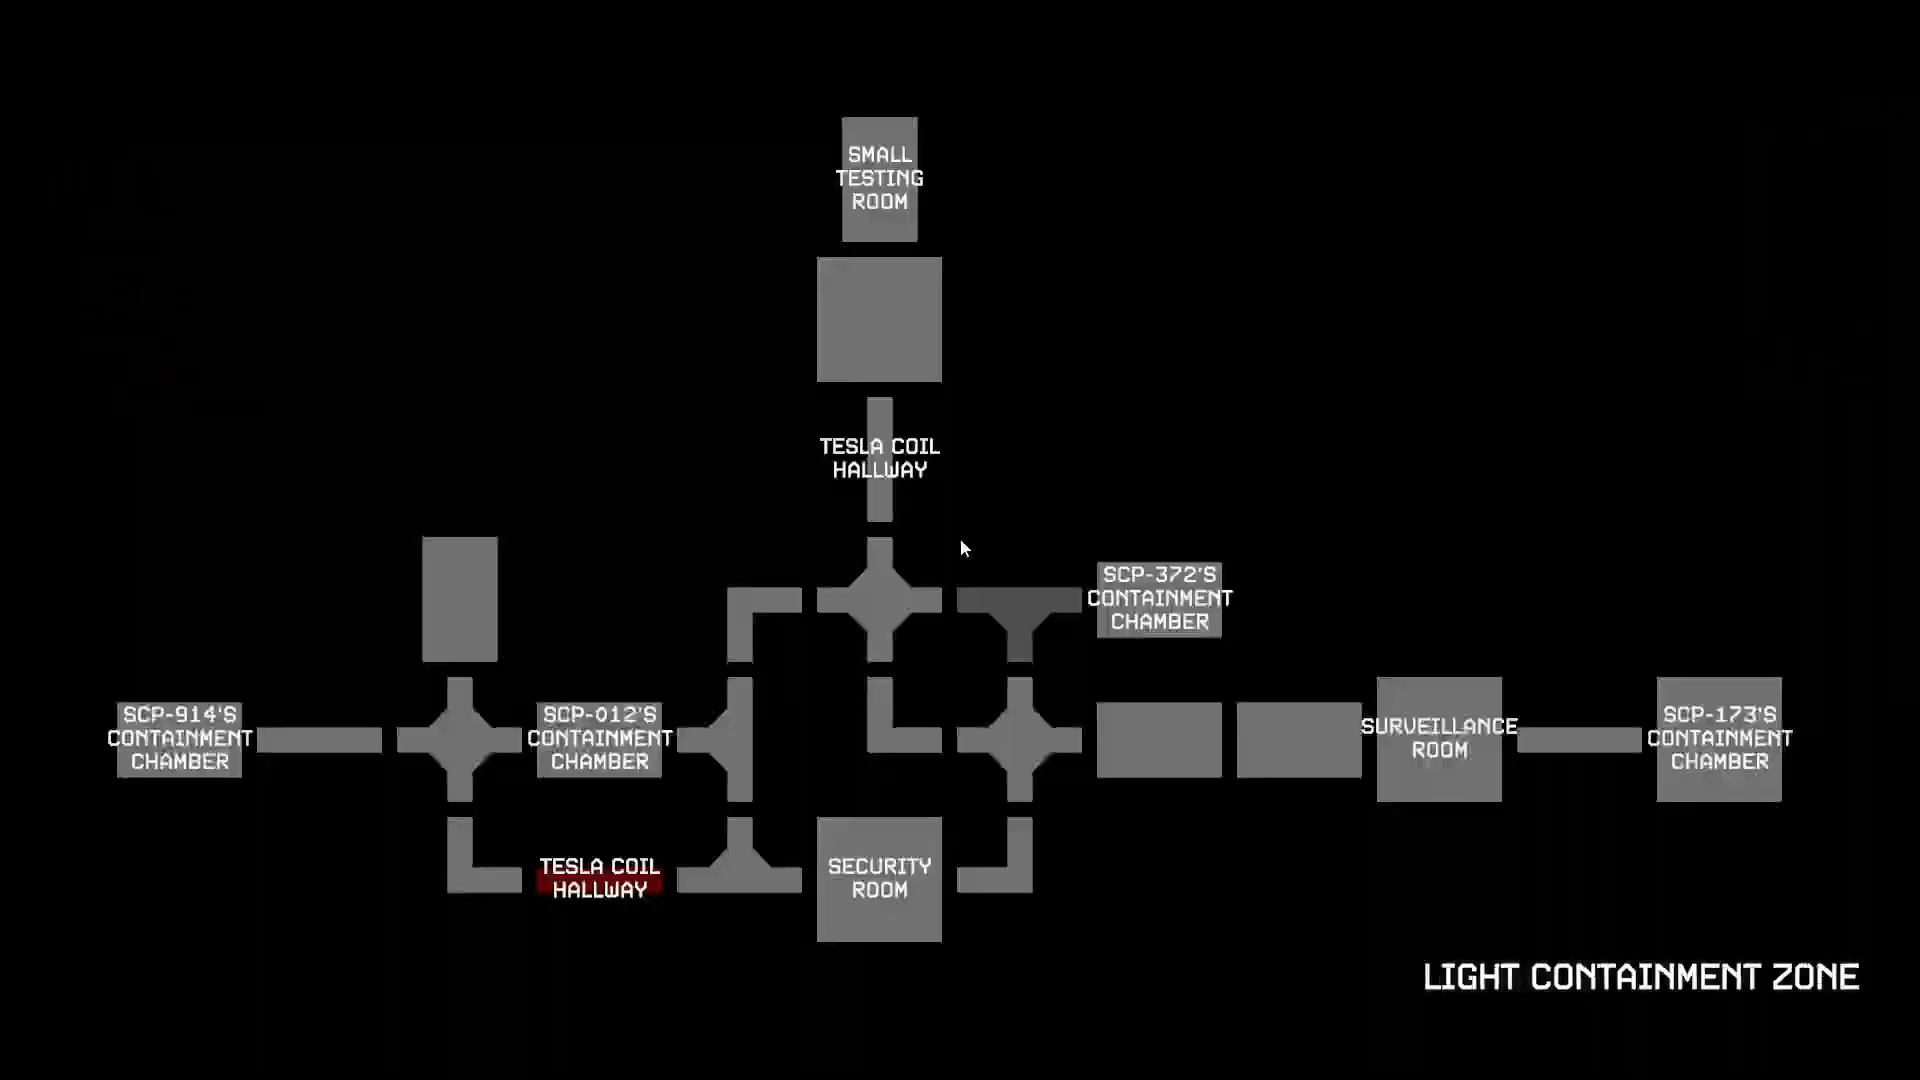 SMALL
TESTING
ROOM
TESLA COIL
HALLWAY
SCP-372'S
CONTAINMENT
CHAMBER
SCP-914'S
CONTAINMENT
CHAMBER
SCP-012'S
CONTAINMENT
CHAMBER
SURVEILLANCE
ROOM
SCP-173'S
CONTAINMENT
CHAMBER
TESLA COIL
HALLWAY
SECURITY
ROOM
LIGHT CONTAINMENT ZONE